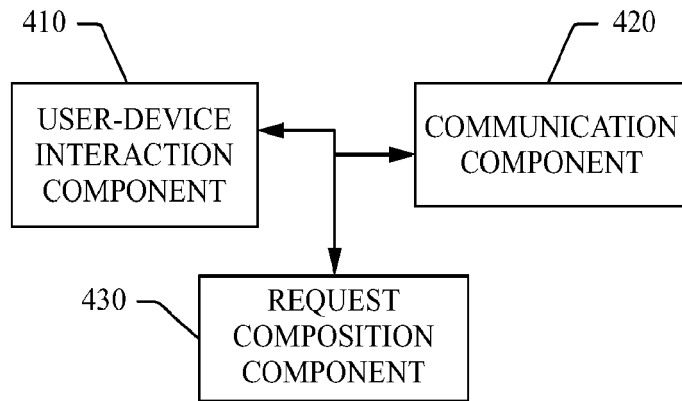 410
420
USER-DEVICE
INTERACTION
COMPONENT
COMMUNICATION
COMPONENT
430
REQUEST
COMPOSITION
COMPONENT